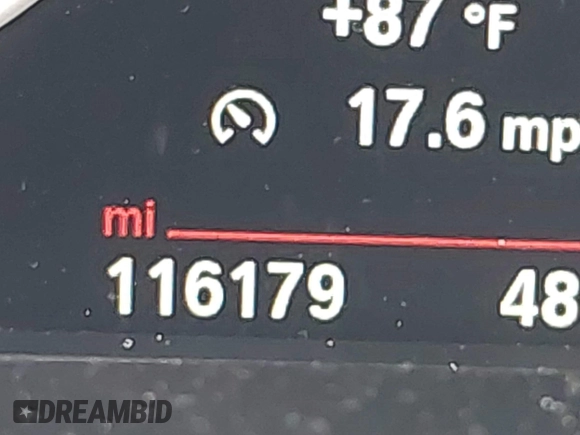 +87 °F
17.6 mp
mi
116179 48
DREAMBID